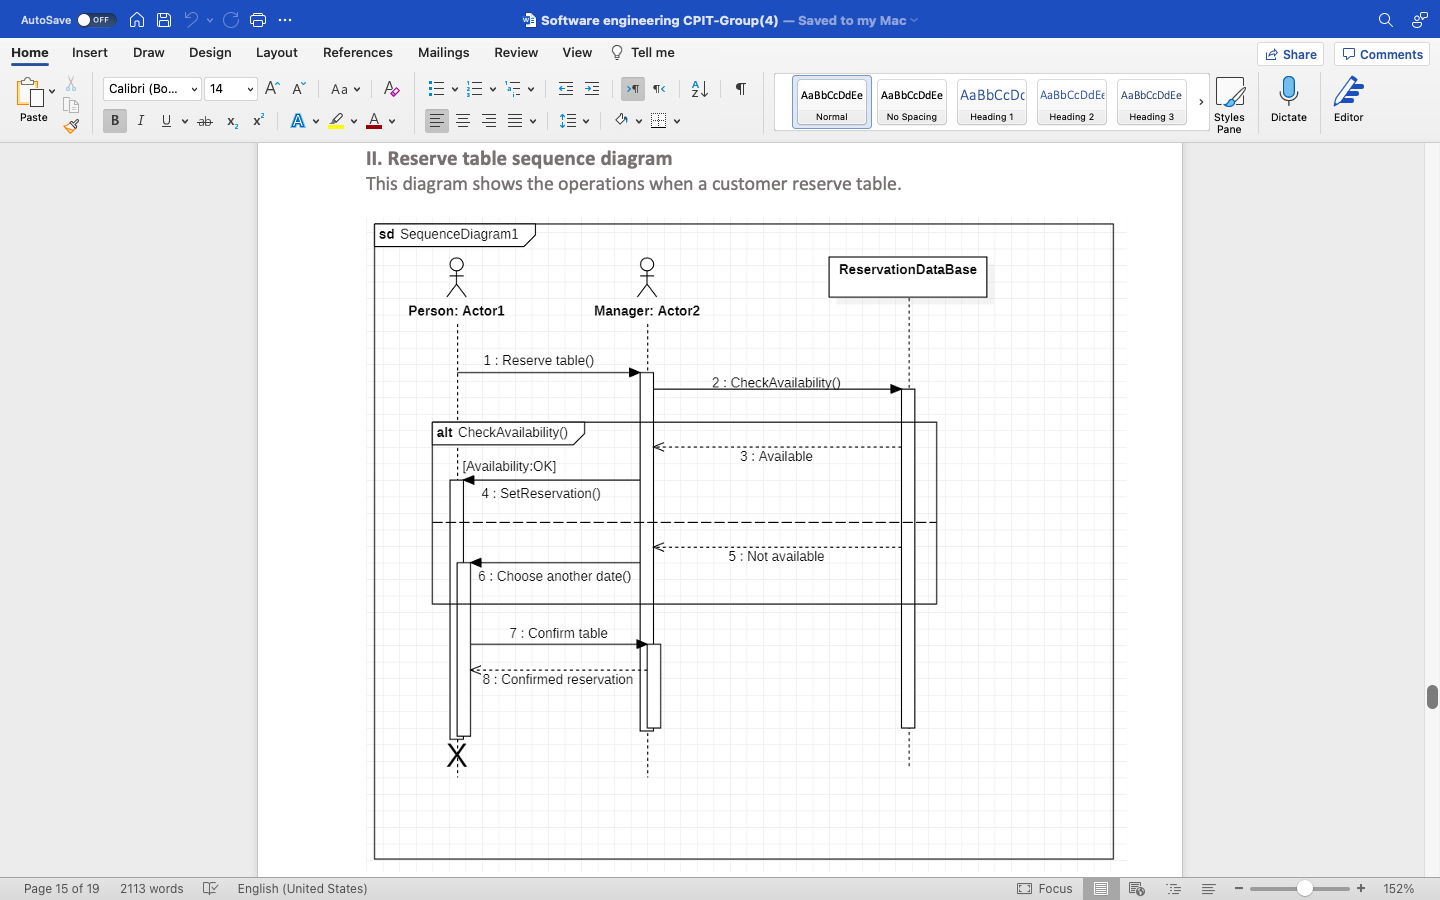 AutoSave OFF
Software engineering CPIT-Group(4) — Saved to my Mac
Home Insert Draw Design Layout References Mailings Review View Tell me
Share Comments
Paste
Calibri (Bo... 14 A A Aa A
B I U ab x2 x2 A A
AaBbCcDdEe AaBbCcDdEe AaBbCcDc AaBbCcDdEe AaBbCcDdEe
Normal No Spacing Heading 1 Heading 2 Heading 3
Styles Pane
Dictate
Editor
II. Reserve table sequence diagram
This diagram shows the operations when a customer reserve table.
sd SequenceDiagram1
ReservationDataBase
Person: Actor1 Manager: Actor2
1 : Reserve table()
2 : CheckAvailability()
alt CheckAvailability()
3 : Available
[Availability:OK]
4 : SetReservation()
5 : Not available
6 : Choose another date()
7 : Confirm table
8 : Confirmed reservation
X
Page 15 of 19 2113 words English (United States) Focus 152%